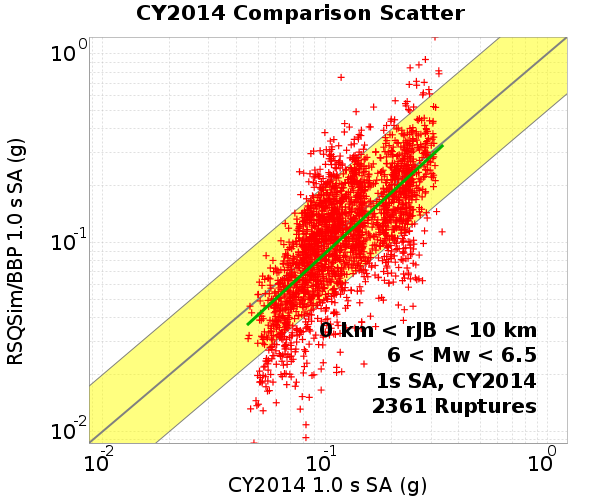 CY2014 Comparison Scatter
RSQSim/BBP 1.0 s SA (g)
10^0
10^-1
10^-2
0 km < rJB < 10 km
6 < Mw < 6.5
1s SA, CY2014
2361 Ruptures
10^-2 10^-1 10^0
CY2014 1.0 s SA (g)